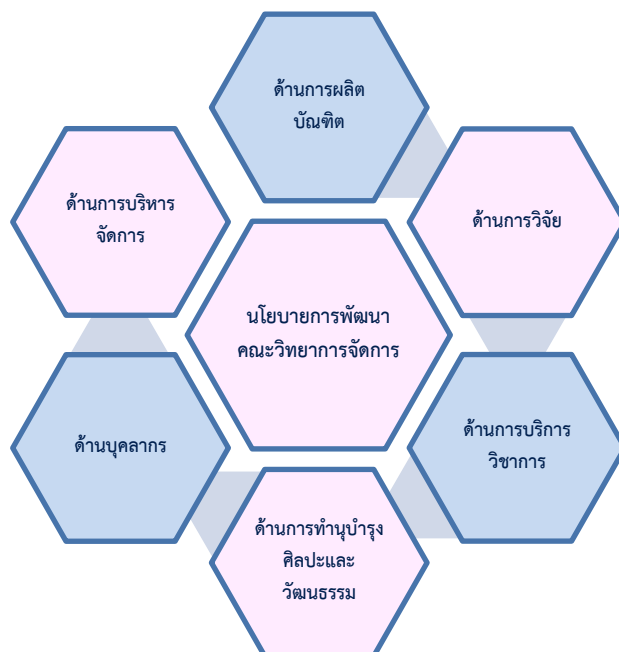 ด้านการผลิต
บัณฑิต
ด้านการวิจัย
ด้านการบริการ
วิชาการ
ด้านการทำนุบำรุง
ศิลปะและ
วัฒนธรรม
ด้านบุคลากร
ด้านการบริหาร
จัดการ
นโยบายการพัฒนา
คณะวิทยาการจัดการ